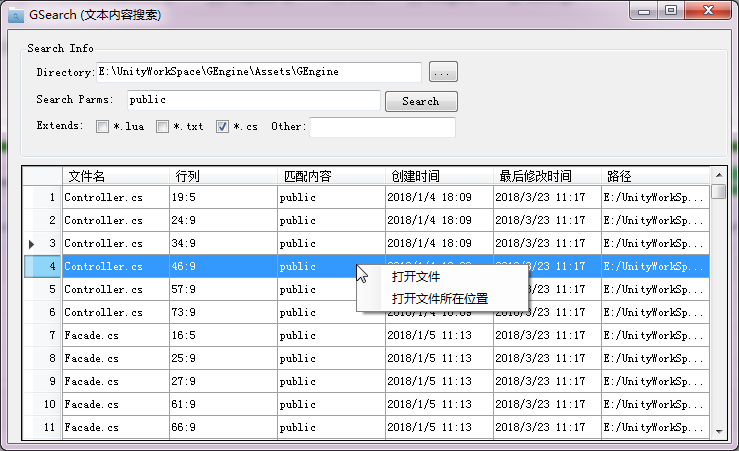 GSearch (文本内容搜索)
Search Info
Directory: E:\UnityWorkSpace\GEngine\Assets\GEngine ...
Search Parms: public Search
Extends: *.lua *.txt *.cs Other:
文件名 行列 匹配内容 创建时间 最后修改时间 路径
1 Controller.cs 19:5 public 2018/1/4 18:09 2018/3/23 11:17 E:/UnityWorkSp...
2 Controller.cs 24:9 public 2018/1/4 18:09 2018/3/23 11:17 E:/UnityWorkSp...
3 Controller.cs 34:9 public 2018/1/4 18:09 2018/3/23 11:17 E:/UnityWorkSp...
4 Controller.cs 46:9 public E:/UnityWorkSp...
打开文件
5 Controller.cs 57:9 public E:/UnityWorkSp...
打开文件所在位置
6 Controller.cs 73:9 public 2018/1/4 18:09 2018/3/23 11:17 E:/UnityWorkSp...
7 Facade.cs 16:5 public 2018/1/5 11:13 2018/3/23 11:17 E:/UnityWorkSp...
8 Facade.cs 25:9 public 2018/1/5 11:13 2018/3/23 11:17 E:/UnityWorkSp...
9 Facade.cs 27:9 public 2018/1/5 11:13 2018/3/23 11:17 E:/UnityWorkSp...
10 Facade.cs 61:9 public 2018/1/5 11:13 2018/3/23 11:17 E:/UnityWorkSp...
11 Facade.cs 66:9 public 2018/1/5 11:13 2018/3/23 11:17 E:/UnityWorkSp...